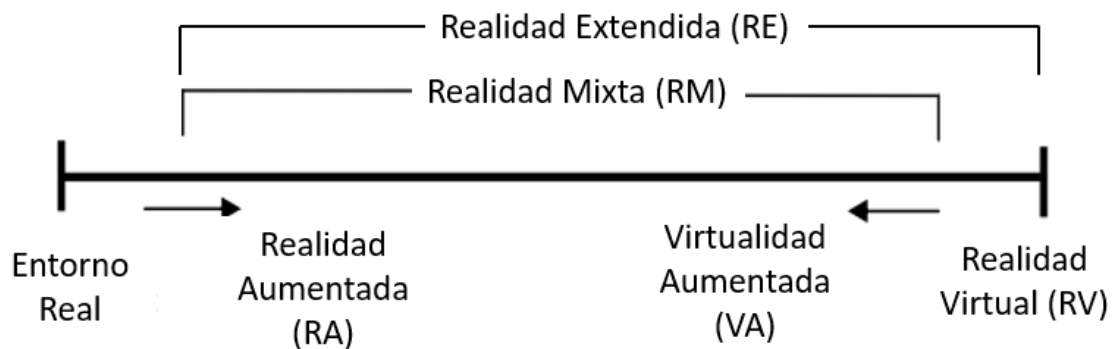 Realidad Extendida (RE)
Realidad Mixta (RM)
Entorno
Real
Realidad
Aumentada
(RA)
Virtualidad
Aumentada
(VA)
Realidad
Virtual (RV)